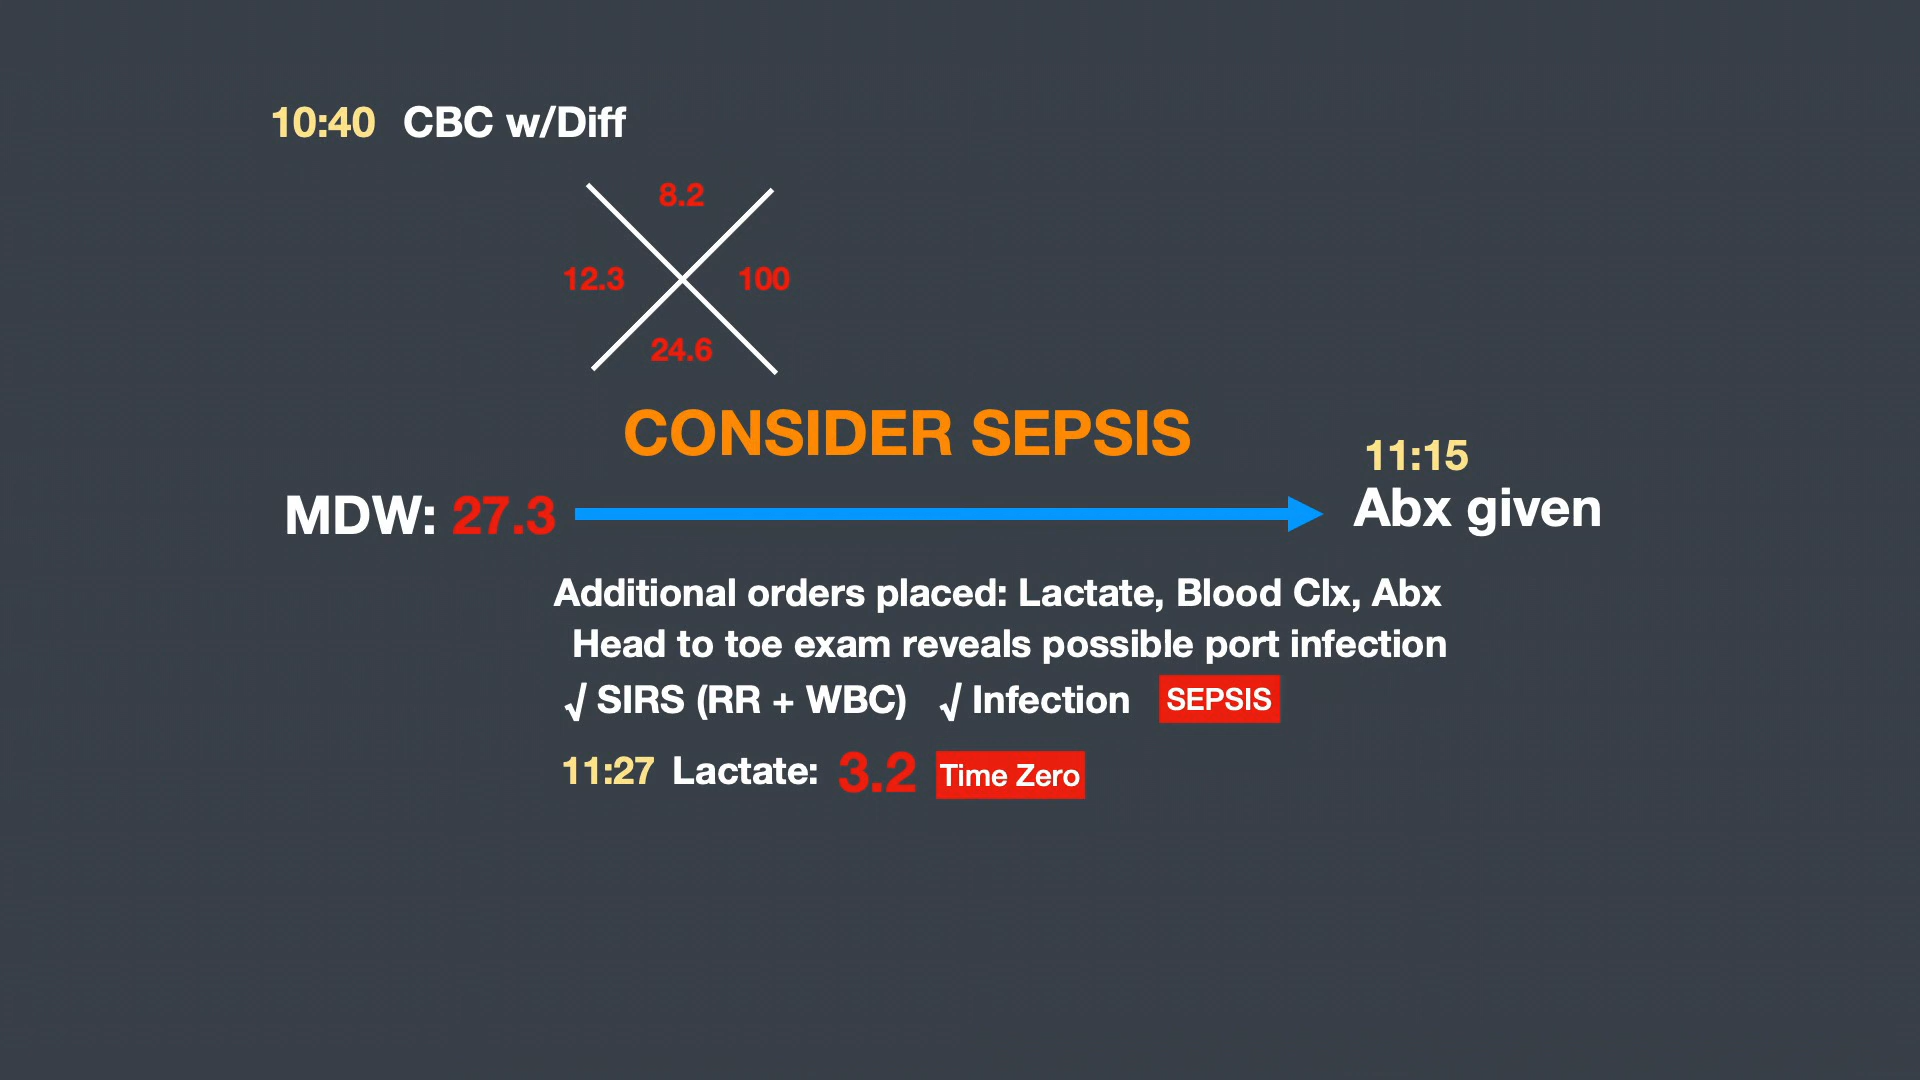 10:40 CBC w/Diff
8.2
12.3 100
24.6
CONSIDER SEPSIS
11:15
MDW: 27.3 Abx given
Additional orders placed: Lactate, Blood Clx, Abx
Head to toe exam reveals possible port infection
√ SIRS (RR + WBC) √ Infection SEPSIS
11:27 Lactate: 3.2 Time Zero